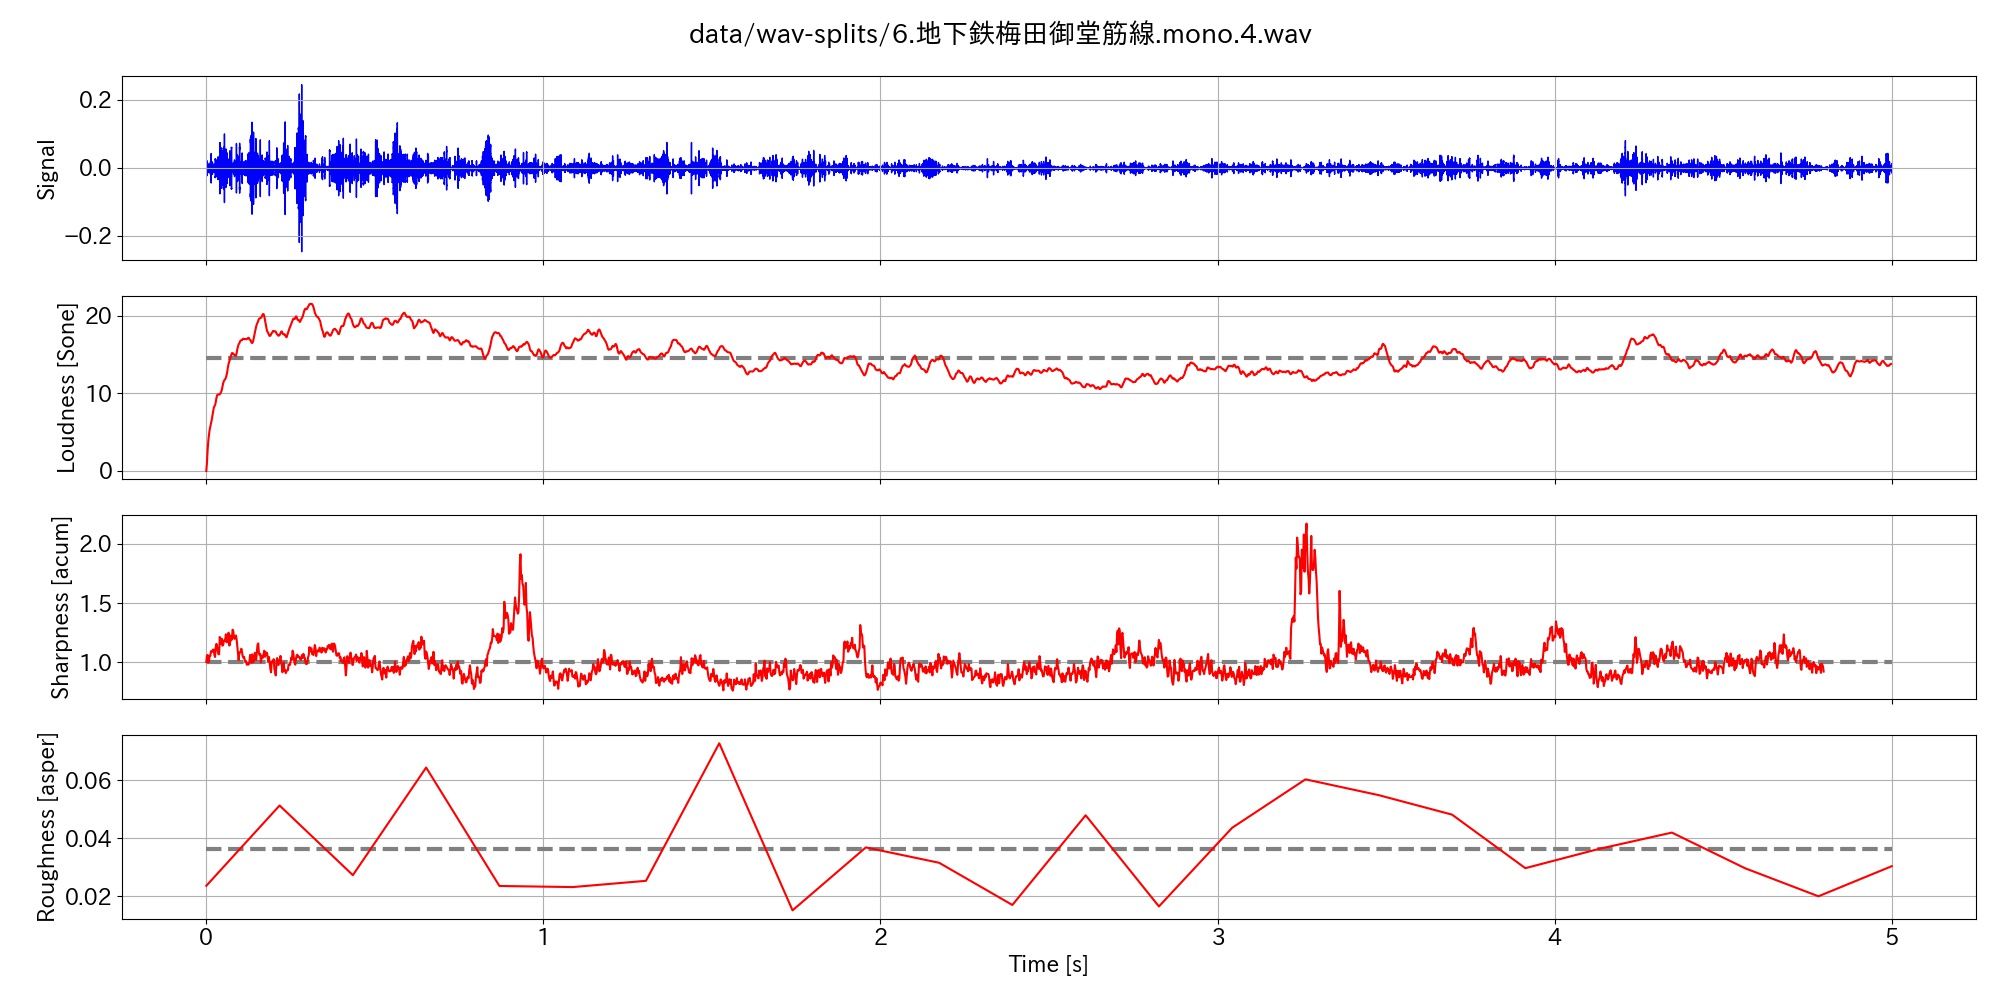 data/wav-splits/6.地下鉄梅田御堂筋線.mono.4.wav
Signal
0.2
0.0
−0.2
Loudness [Sone]
20
10
0
Sharpness [acum]
2.0
1.5
1.0
Roughness [asper]
0.06
0.04
0.02
0 1 2 3 4 5
Time [s]